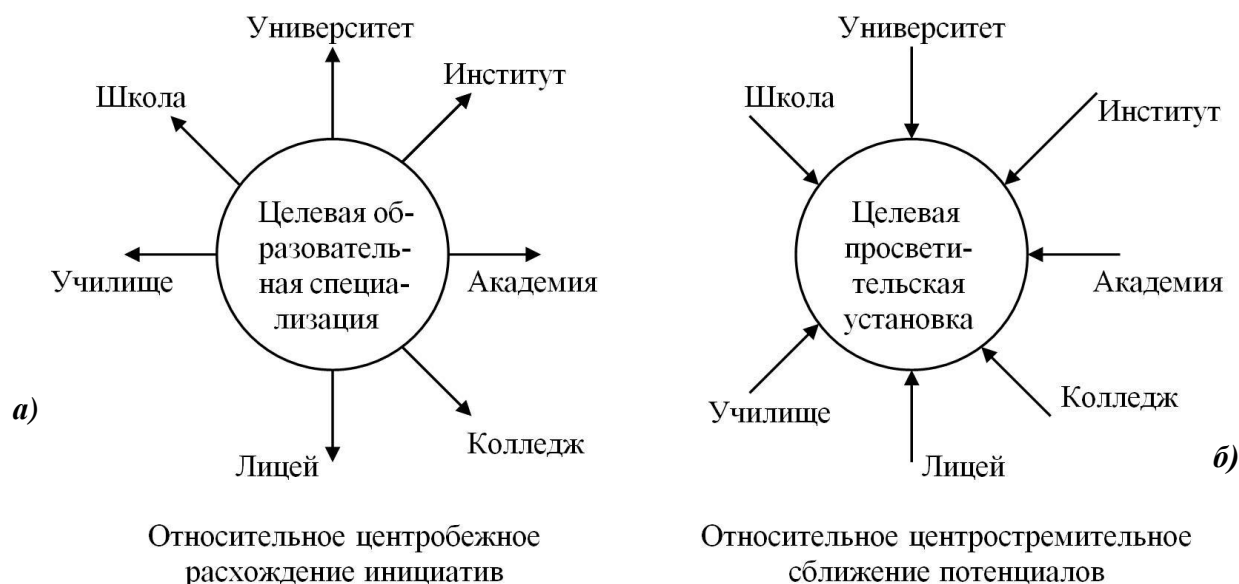 Университет
Институт
Школа
Целевая об-
разователь-
ная специа-
лизация
Училище
Академия
Колледж
Лицей
а)
Относительное центробежное
расхождение инициатив
Университет
Школа
Институт
Целевая
просвети-
тельская
установка
Академия
Училище
Колледж
Лицей
б)
Относительное центростремительное
сближение потенциалов